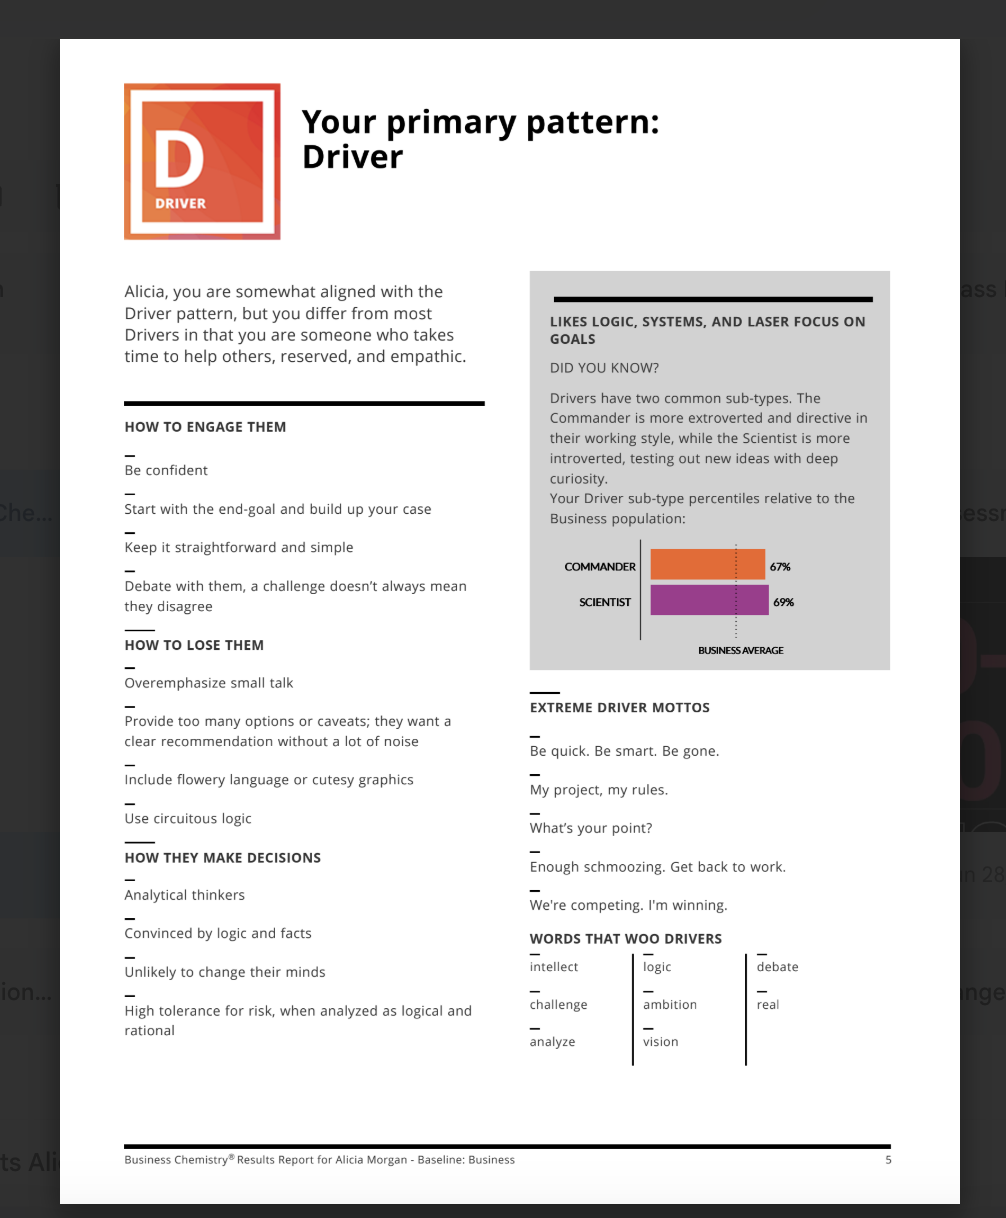 D
DRIVER
Your primary pattern:
Driver
Alicia, you are somewhat aligned with the
Driver pattern, but you differ from most
Drivers in that you are someone who takes
time to help others, reserved, and empathic.
HOW TO ENGAGE THEM
Be confident
Start with the end-goal and build up your case
Keep it straightforward and simple
Debate with them, a challenge doesn’t always mean
they disagree
HOW TO LOSE THEM
Overemphasize small talk
Provide too many options or caveats; they want a
clear recommendation without a lot of noise
Include flowery language or cutesy graphics
Use circuitous logic
HOW THEY MAKE DECISIONS
Analytical thinkers
Convinced by logic and facts
Unlikely to change their minds
High tolerance for risk, when analyzed as logical and
rational
LIKES LOGIC, SYSTEMS, AND LASER FOCUS ON
GOALS
DID YOU KNOW?
Drivers have two common sub-types. The
Commander is more extroverted and directive in
their working style, while the Scientist is more
introverted, testing out new ideas with deep
curiosity.
Your Driver sub-type percentiles relative to the
Business population:
COMMANDER 67%
SCIENTIST 69%
BUSINESS AVERAGE
EXTREME DRIVER MOTTOS
Be quick. Be smart. Be gone.
My project, my rules.
What’s your point?
Enough schmoozing. Get back to work.
We're competing. I'm winning.
WORDS THAT WOO DRIVERS
intellect logic debate
challenge ambition real
analyze vision
Business Chemistry® Results Report for Alicia Morgan - Baseline: Business 5
Che...
ion...
ts Ali
28